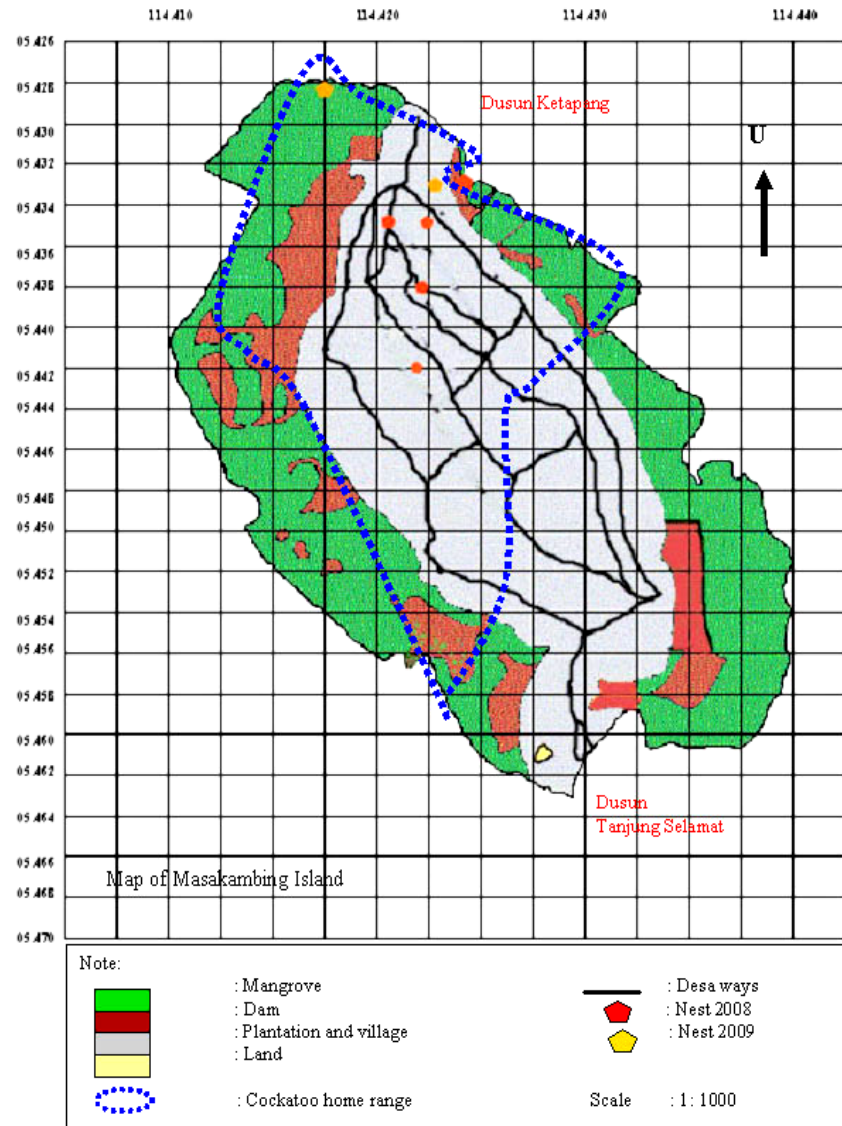 114.410 114.420 114.430 114.440
05.426
05.428
05.430
05.432
05.434
05.436
05.438
05.440
05.442
05.444
05.446
05.448
05.450
05.452
05.454
05.456
05.458
05.460
05.462
05.464
05.466
05.468
05.470
Dusun Ketapang
U
Dusun
Tanjung Selamat
Map of Masakambing Island
Note:
: Mangrove
: Dam
: Plantation and village
: Land
: Cockatoo home range
: Desa ways
: Nest 2008
: Nest 2009
Scale : 1: 1000